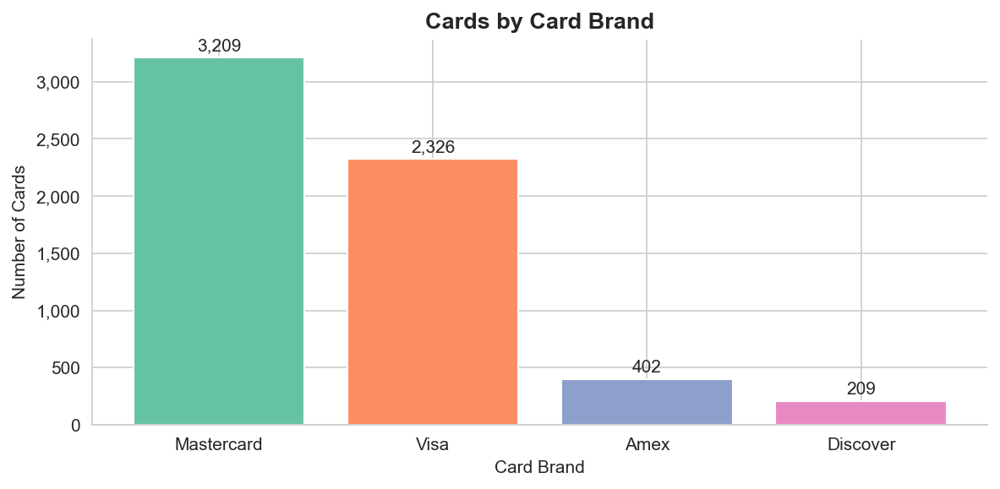 Cards by Card Brand
3,209
2,326
402
209
3,000
2,500
2,000
1,500
1,000
500
0
Number of Cards
Mastercard
Visa
Amex
Discover
Card Brand